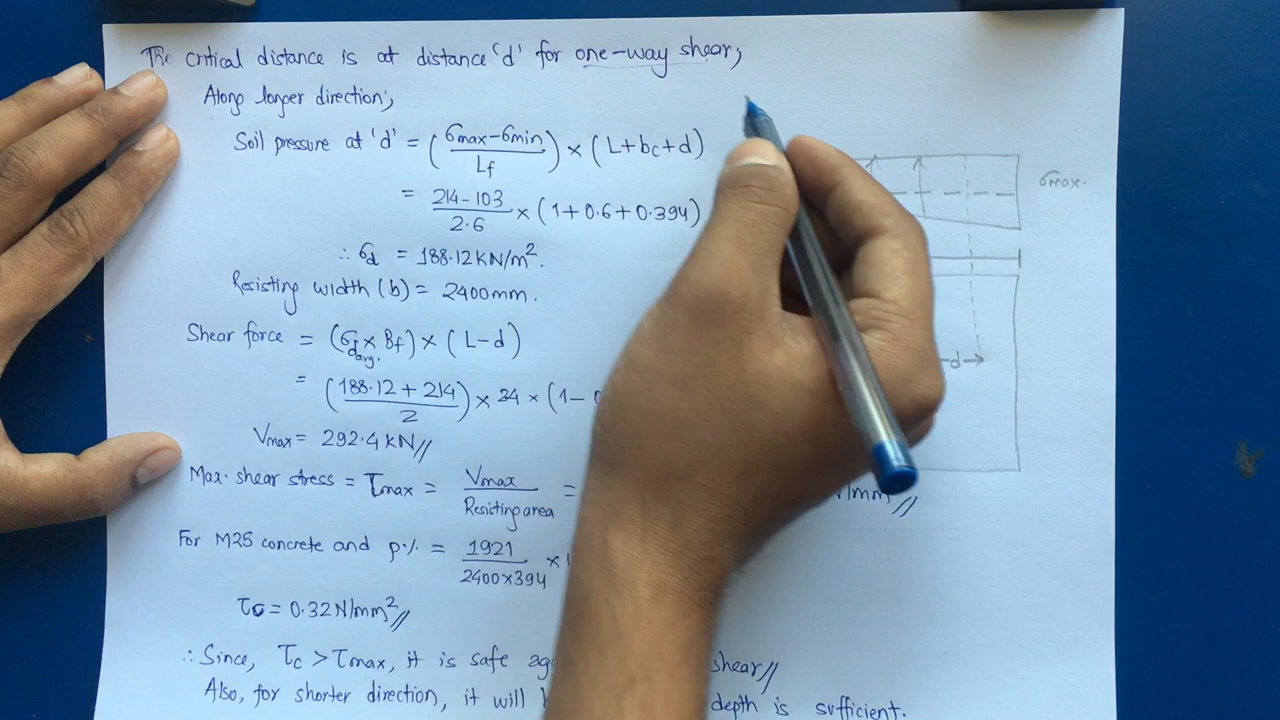 The critical distance is at distance 'd' for one-way shear,
Along longer direction;
Soil pressure at 'd' = (σmax-σmin / Lf) × (L+bc+d)
σmax.
= 214-103 / 2.6 × (1+0.6+0.394)
∴ σd = 188.12 KN/m².
Resisting width (b) = 2400mm.
Shear force = (σd,avg. × Bf) × (L-d)
d
= (188.12 + 214 / 2) × 24 × (1-
Vmax = 292.4 KN//
Max. shear stress = τmax = Vmax / Resisting area =
/mm²//
For M25 concrete and p% = 1921 / 2400×394 ×
τc = 0.32 N/mm²//
∴ Since, τc > τmax, it is safe shear//
Also, for shorter direction, it will depth is sufficient.